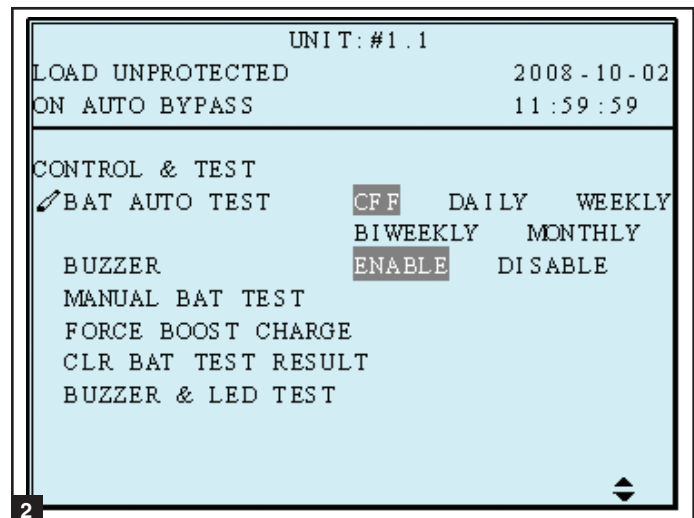 UNIT:#1.1
LOAD UNPROTECTED 2008-10-02
ON AUTO BYPASS 11:59:59
CONTROL & TEST
BAT AUTO TEST CFF DAILY WEEKLY
BIWEEKLY MONTHLY
BUZZER ENABLE DISABLE
MANUAL BAT TEST
FORCE BOOST CHARGE
CLR BAT TEST RESULT
BUZZER & LED TEST
2